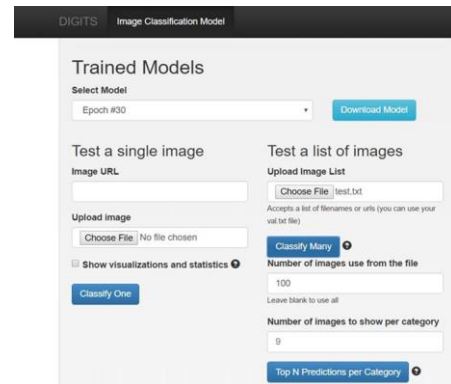 DIGITS Image Classification Model
Trained Models
Select Model
Epoch #30
Download Model
Test a single image
Image URL
Upload image
Choose File No file chosen
Show visualizations and statistics
Classify One
Test a list of images
Upload Image List
Choose File test.txt
Accepts a list of filenames or urls (you can use your
val.txt file)
Classify Many
Number of images use from the file
100
Leave blank to use all
Number of images to show per category
9
Top N Predictions per Category